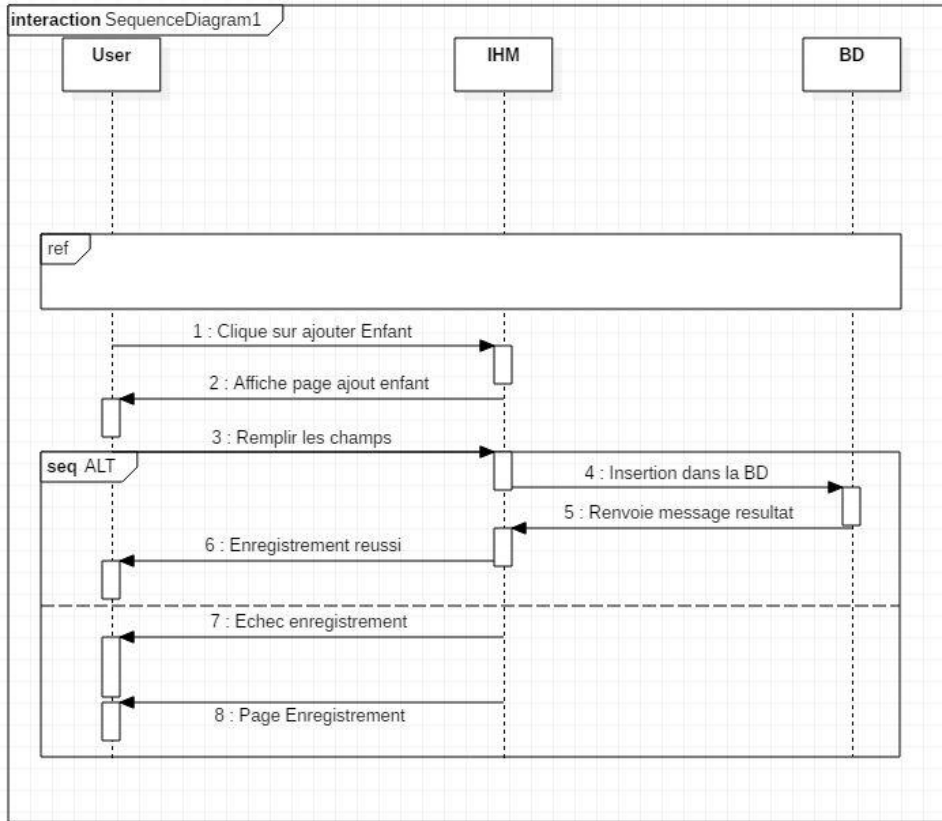 interaction SequenceDiagram1
User
IHM
BD
ref
1 : Clique sur ajouter Enfant
2 : Affiche page ajout enfant
3 : Remplir les champs
seq ALT
4 : Insertion dans la BD
5 : Renvoie message resultat
6 : Enregistrement reussi
7 : Echec enregistrement
8 : Page Enregistrement